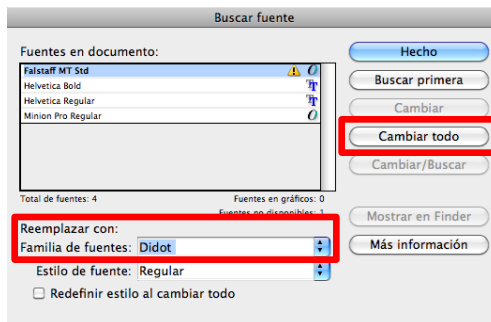 Buscar fuente
Fuentes en documento:
Falstaff MT Std
Helvetica Bold
Helvetica Regular
Minion Pro Regular
Total de fuentes: 4
Fuentes en gráficos: 0
Fuentes no disponibles: 1
Reemplazar con:
Familia de fuentes: Didot
Estilo de fuente: Regular
Redefinir estilo al cambiar todo
Hecho
Buscar primera
Cambiar
Cambiar todo
Cambiar/Buscar
Mostrar en Finder
Más información